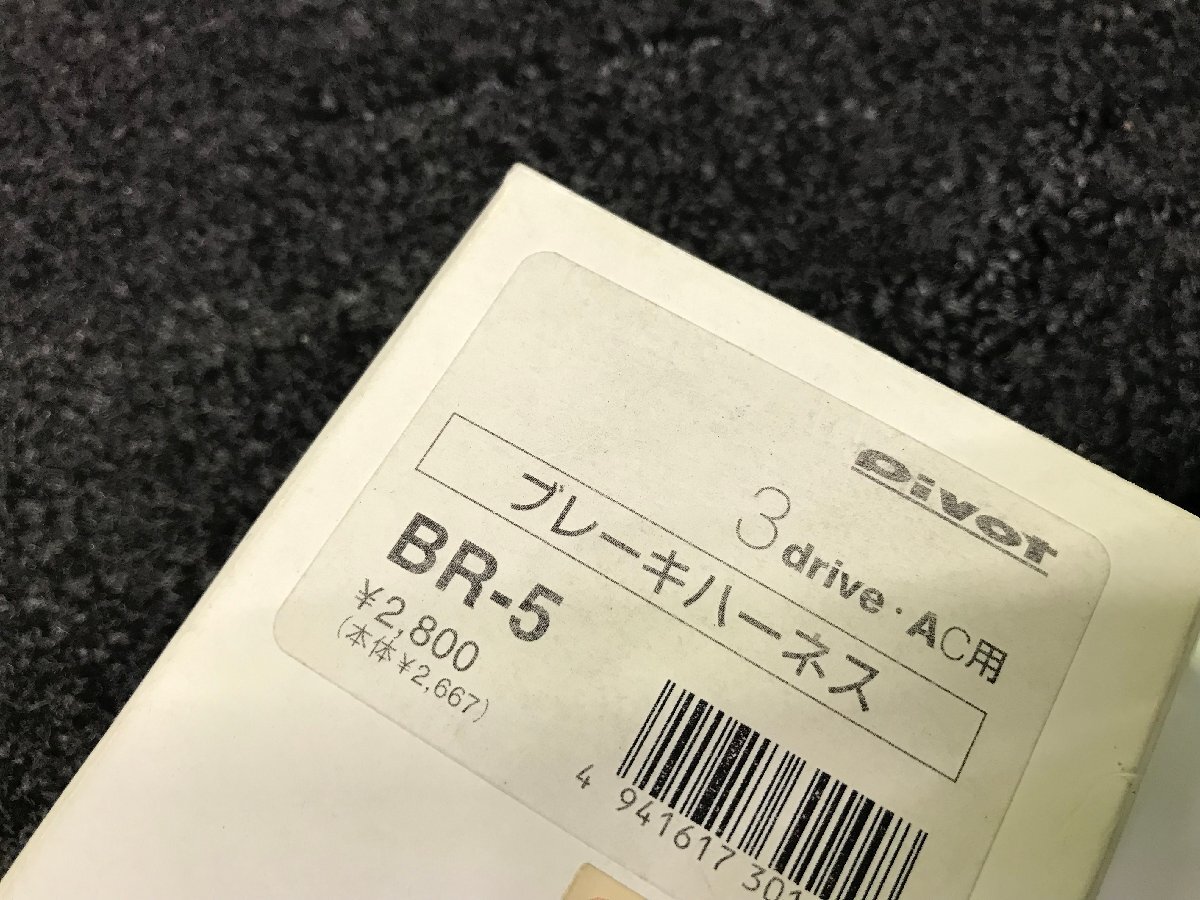 Pivot
3 drive・AC用
ブレーキハーネス
BR-5
¥2,800
(本体¥2,667)
4 941617 301